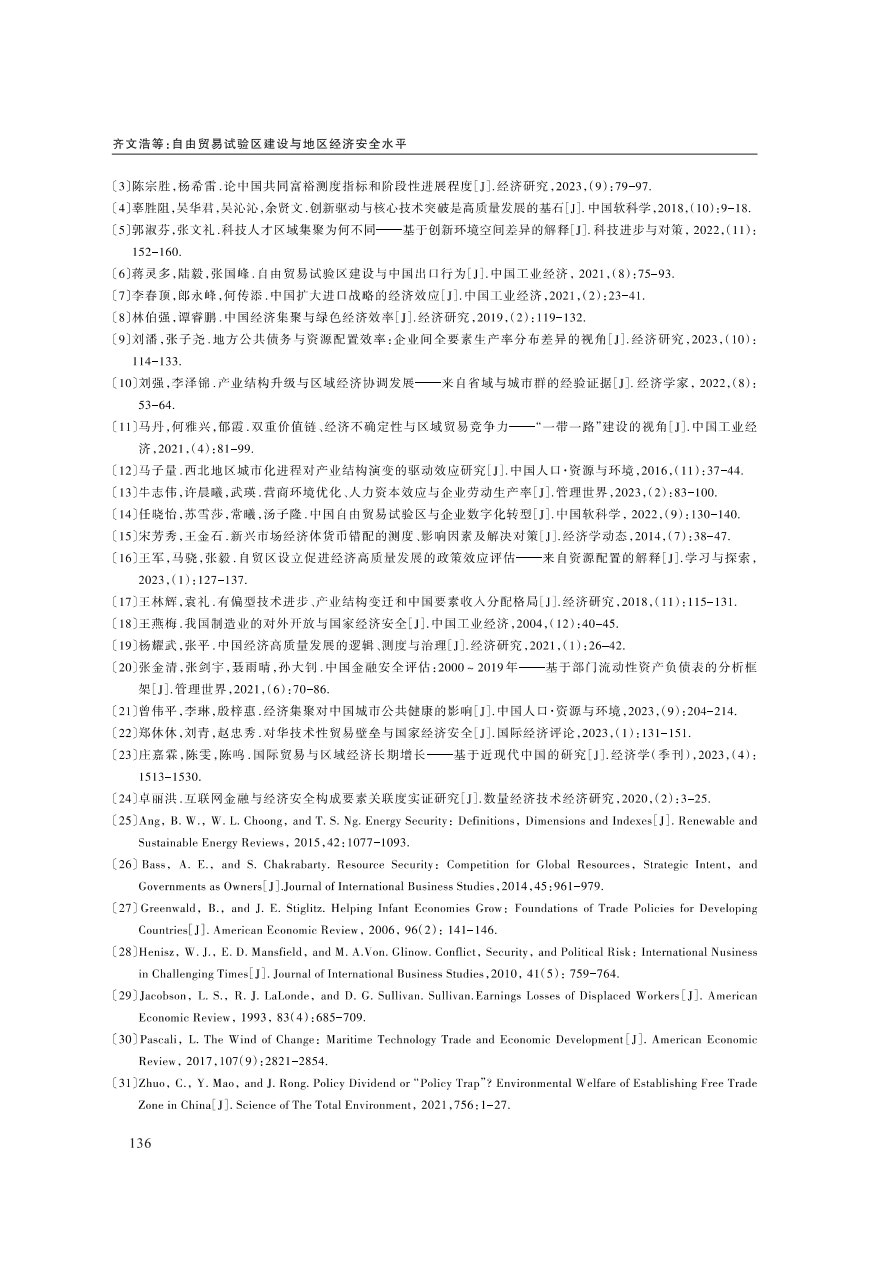 齐文浩等:自由贸易试验区建设与地区经济安全水平
〔3〕陈宗胜,杨希雷.论中国共同富裕测度指标和阶段性进展程度[J].经济研究,2023,(9):79-97.
〔4〕辜胜阻,吴华君,吴沁沁,余贤文.创新驱动与核心技术突破是高质量发展的基石[J]. 中国软科学,2018,(10):9-18.
〔5〕郭淑芬,张文礼.科技人才区域集聚为何不同——基于创新环境空间差异的解释[J]. 科技进步与对策, 2022,(11):
152-160.
〔6〕蒋灵多,陆毅,张国峰.自由贸易试验区建设与中国出口行为[J].中国工业经济, 2021,(8):75-93.
〔7〕李春顶,郎永峰,何传添.中国扩大进口战略的经济效应[J].中国工业经济,2021,(2):23-41.
〔8〕林伯强,谭睿鹏.中国经济集聚与绿色经济效率[J].经济研究,2019,(2):119-132.
〔9〕刘潘,张子尧.地方公共债务与资源配置效率:企业间全要素生产率分布差异的视角[J].经济研究,2023,(10):
114-133.
〔10〕刘强,李泽锦.产业结构升级与区域经济协调发展——来自省域与城市群的经验证据[J]. 经济学家, 2022,(8):
53-64.
〔11〕马丹,何雅兴,郁霞.双重价值链、经济不确定性与区域贸易竞争力——“一带一路”建设的视角[J].中国工业经
济,2021,(4):81-99.
〔12〕马子量.西北地区城市化进程对产业结构演变的驱动效应研究[J].中国人口·资源与环境,2016,(11):37-44.
〔13〕牛志伟,许晨曦,武瑛.营商环境优化、人力资本效应与企业劳动生产率[J].管理世界,2023,(2):83-100.
〔14〕任晓怡,苏雪莎,常曦,汤子隆.中国自由贸易试验区与企业数字化转型[J].中国软科学, 2022,(9):130-140.
〔15〕宋芳秀,王金石.新兴市场经济体货币错配的测度、影响因素及解决对策[J].经济学动态,2014,(7):38-47.
〔16〕王军,马骁,张毅.自贸区设立促进经济高质量发展的政策效应评估——来自资源配置的解释[J].学习与探索,
2023,(1):127-137.
〔17〕王林辉,袁礼.有偏型技术进步、产业结构变迁和中国要素收入分配格局[J].经济研究,2018,(11):115-131.
〔18〕王燕梅.我国制造业的对外开放与国家经济安全[J].中国工业经济,2004,(12):40-45.
〔19〕杨耀武,张平.中国经济高质量发展的逻辑、测度与治理[J].经济研究,2021,(1):26-42.
〔20〕张金清,张剑宇,聂雨晴,孙大钊.中国金融安全评估:2000~2019年——基于部门流动性资产负债表的分析框
架[J].管理世界,2021,(6):70-86.
〔21〕曾伟平,李琳,殷梓惠.经济集聚对中国城市公共健康的影响[J].中国人口·资源与环境,2023,(9):204-214.
〔22〕郑休休,刘青,赵忠秀.对华技术性贸易壁垒与国家经济安全[J].国际经济评论,2023,(1):131-151.
〔23〕庄嘉霖,陈雯,陈鸣.国际贸易与区域经济长期增长——基于近现代中国的研究[J].经济学(季刊),2023,(4):
1513-1530.
〔24〕卓丽洪.互联网金融与经济安全构成要素关联度实证研究[J].数量经济技术经济研究,2020,(2):3-25.
〔25〕Ang, B. W., W. L. Choong, and T. S. Ng. Energy Security: Definitions, Dimensions and Indexes[J]. Renewable and
Sustainable Energy Reviews, 2015,42:1077-1093.
〔26〕Bass, A. E., and S. Chakrabarty. Resource Security: Competition for Global Resources, Strategic Intent, and
Governments as Owners[J].Journal of International Business Studies,2014,45:961-979.
〔27〕Greenwald, B., and J. E. Stiglitz. Helping Infant Economies Grow: Foundations of Trade Policies for Developing
Countries[J]. American Economic Review, 2006, 96(2): 141-146.
〔28〕Henisz, W. J., E. D. Mansfield, and M. A.Von. Glinow. Conflict, Security, and Political Risk: International Nusiness
in Challenging Times[J]. Journal of International Business Studies,2010, 41(5): 759-764.
〔29〕Jacobson, L. S., R. J. LaLonde, and D. G. Sullivan. Sullivan.Earnings Losses of Displaced Workers[J]. American
Economic Review, 1993, 83(4):685-709.
〔30〕Pascali, L. The Wind of Change: Maritime Technology Trade and Economic Development[J]. American Economic
Review, 2017,107(9):2821-2854.
〔31〕Zhuo, C., Y. Mao, and J. Rong. Policy Dividend or “Policy Trap”? Environmental Welfare of Establishing Free Trade
Zone in China[J]. Science of The Total Environment, 2021,756:1-27.
136